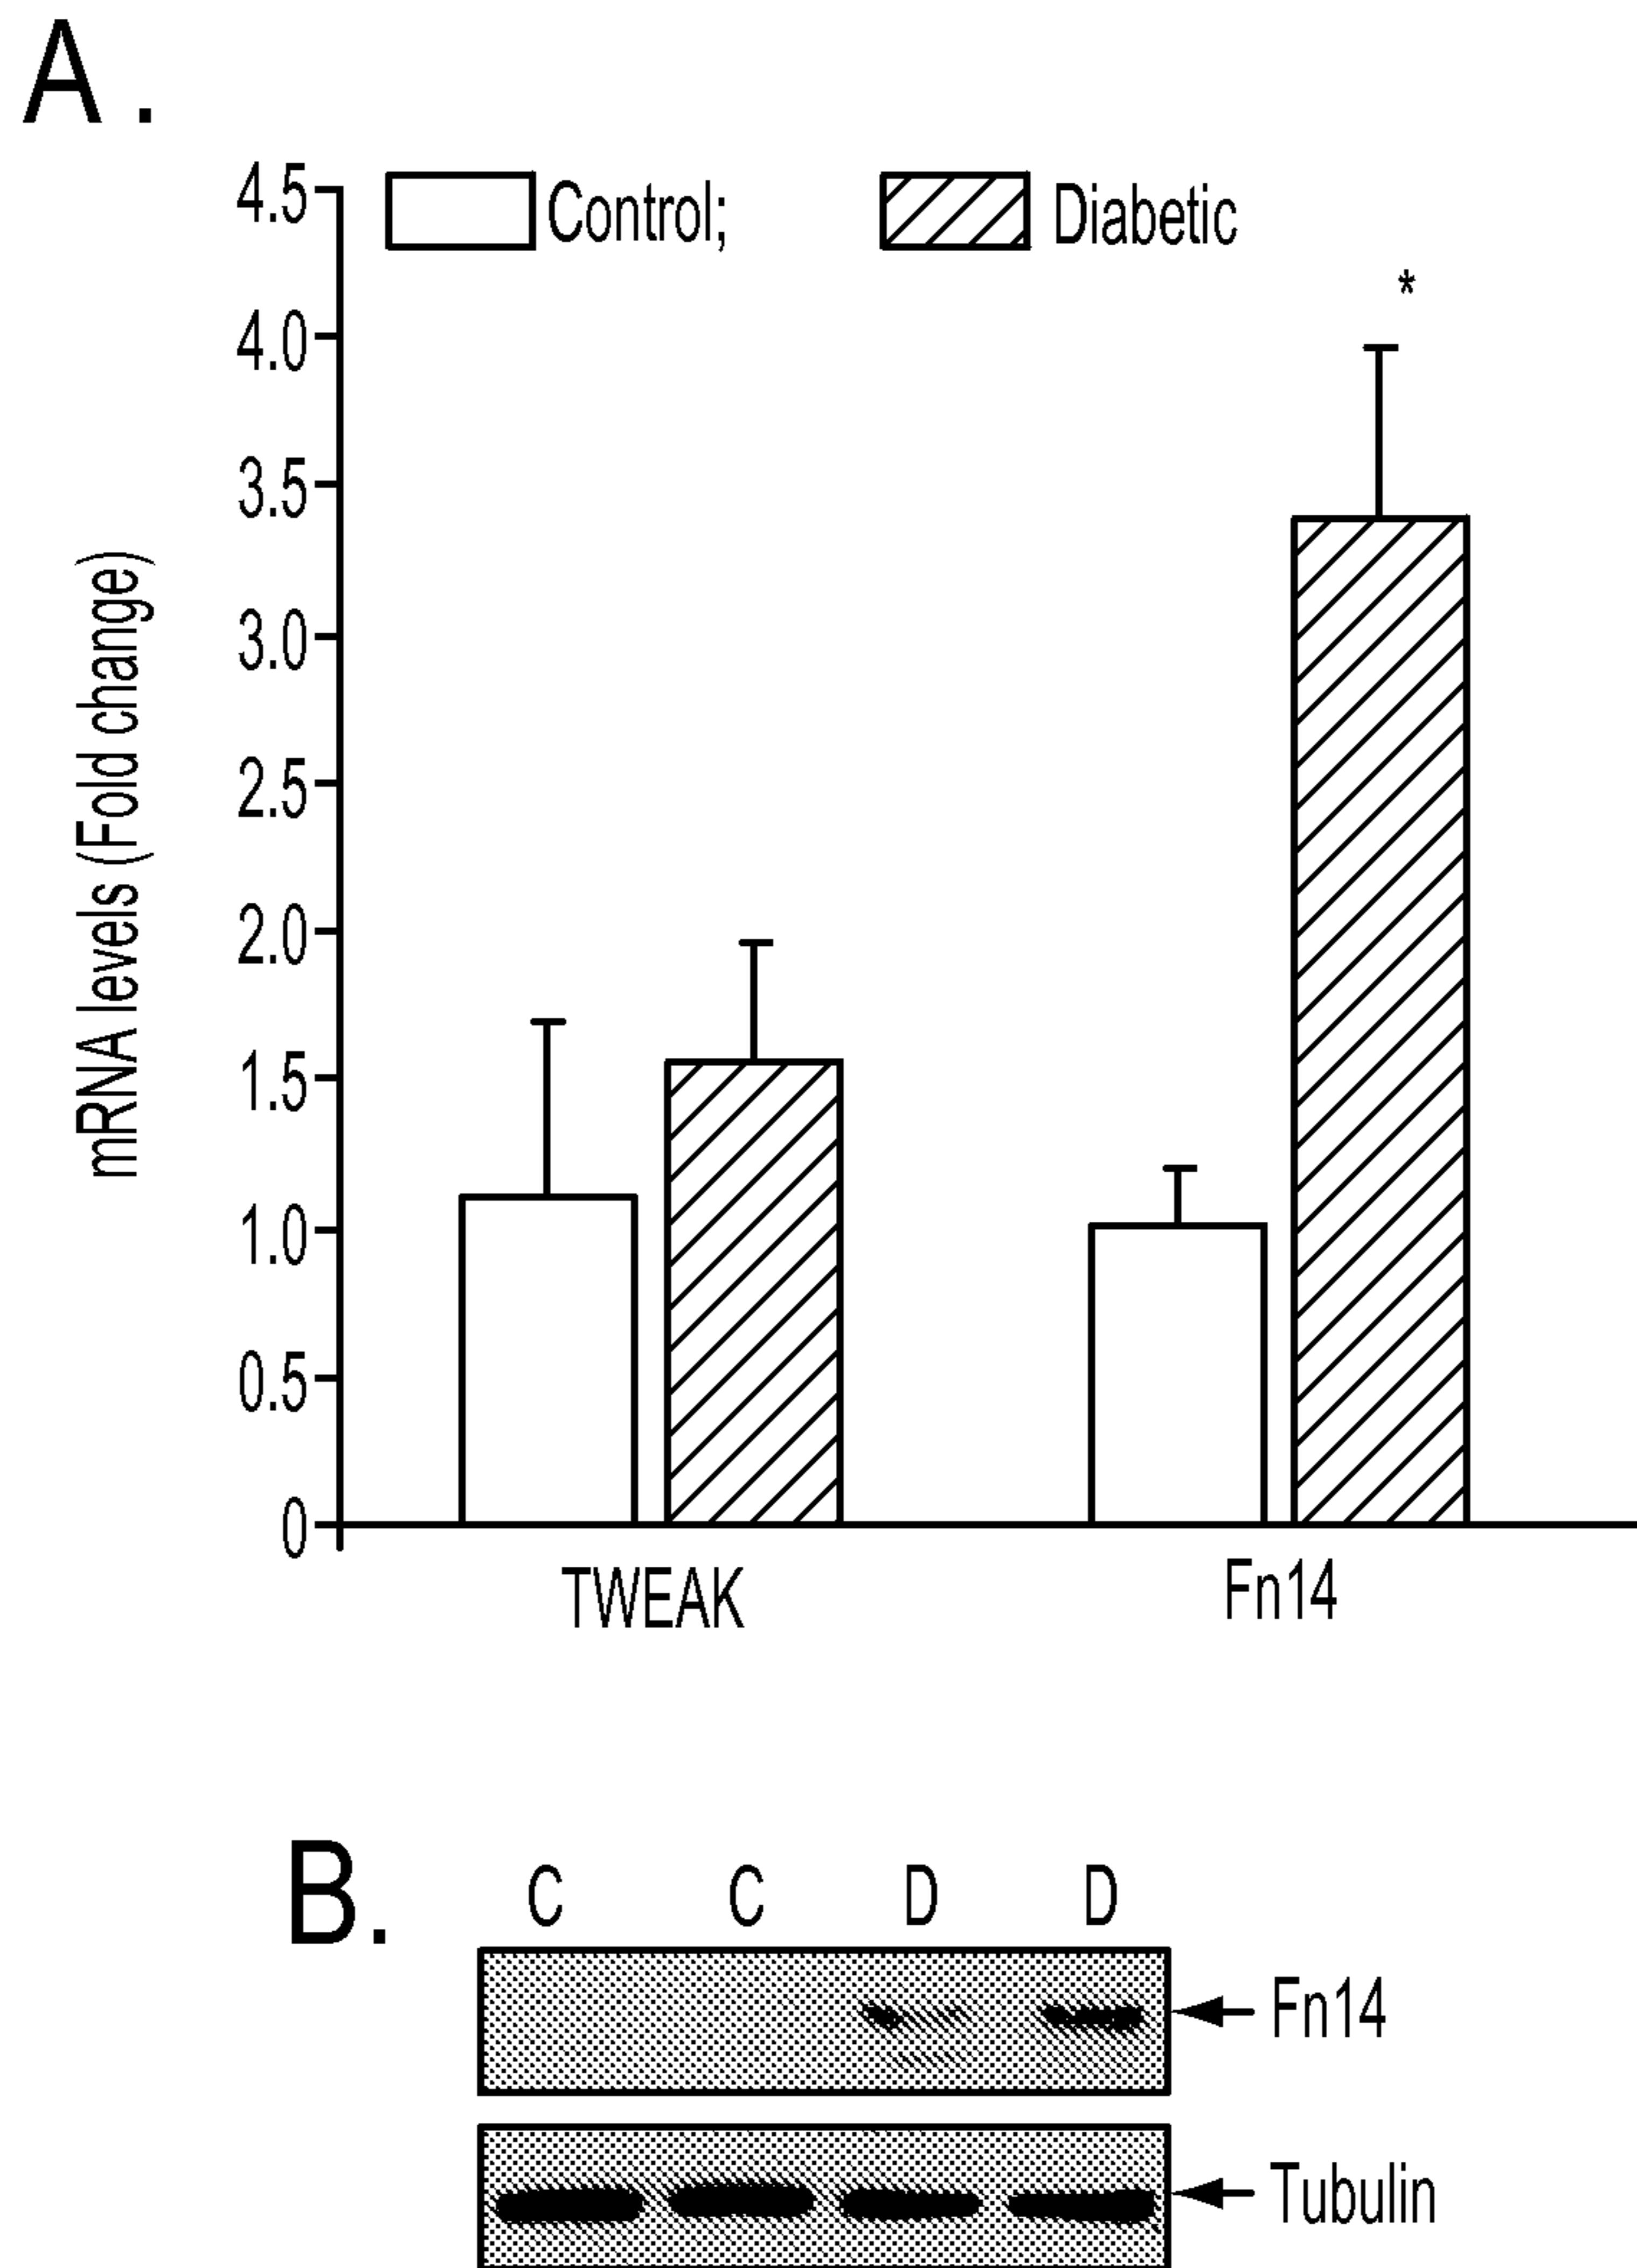 A.
Control; Diabetic
*
4.5
4.0
3.5
3.0
2.5
2.0
1.5
1.0
0.5
0
mRNA levels (Fold change)
TWEAK Fn14
B.
C C D D
Fn14
Tubulin